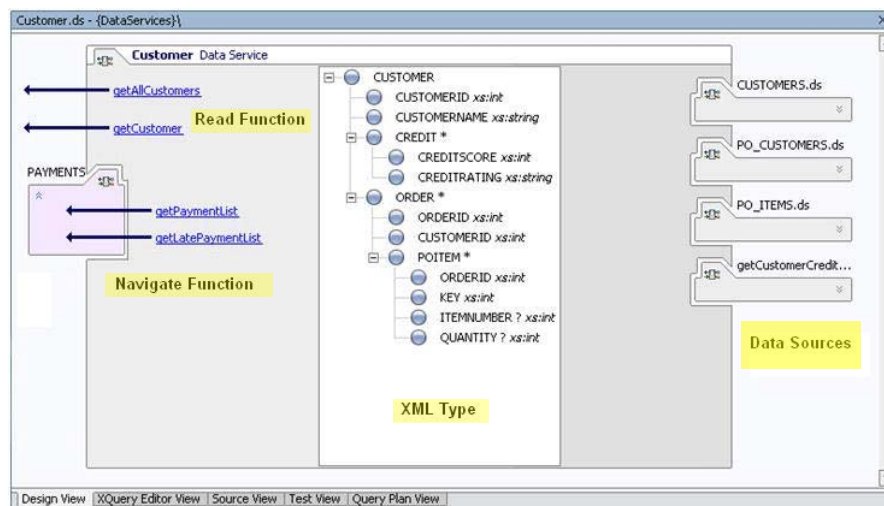 Customer.ds - {DataServices}\
Customer Data Service
getAllCustomers
Read Function
getCustomer
PAYMENTS
getPaymentList
getLatePaymentList
Navigate Function
CUSTOMER
CUSTOMERID xs:int
CUSTOMERNAME xs:string
CREDIT *
CREDITSCORE xs:int
CREDITRATING xs:string
ORDER *
ORDERID xs:int
CUSTOMERID xs:int
POITEM *
ORDERID xs:int
KEY xs:int
ITEMNUMBER ? xs:int
QUANTITY ? xs:int
XML Type
CUSTOMERS.ds
PO_CUSTOMERS.ds
PO_ITEMS.ds
getCustomerCredit...
Data Sources
Design View XQuery Editor View Source View Test View Query Plan View